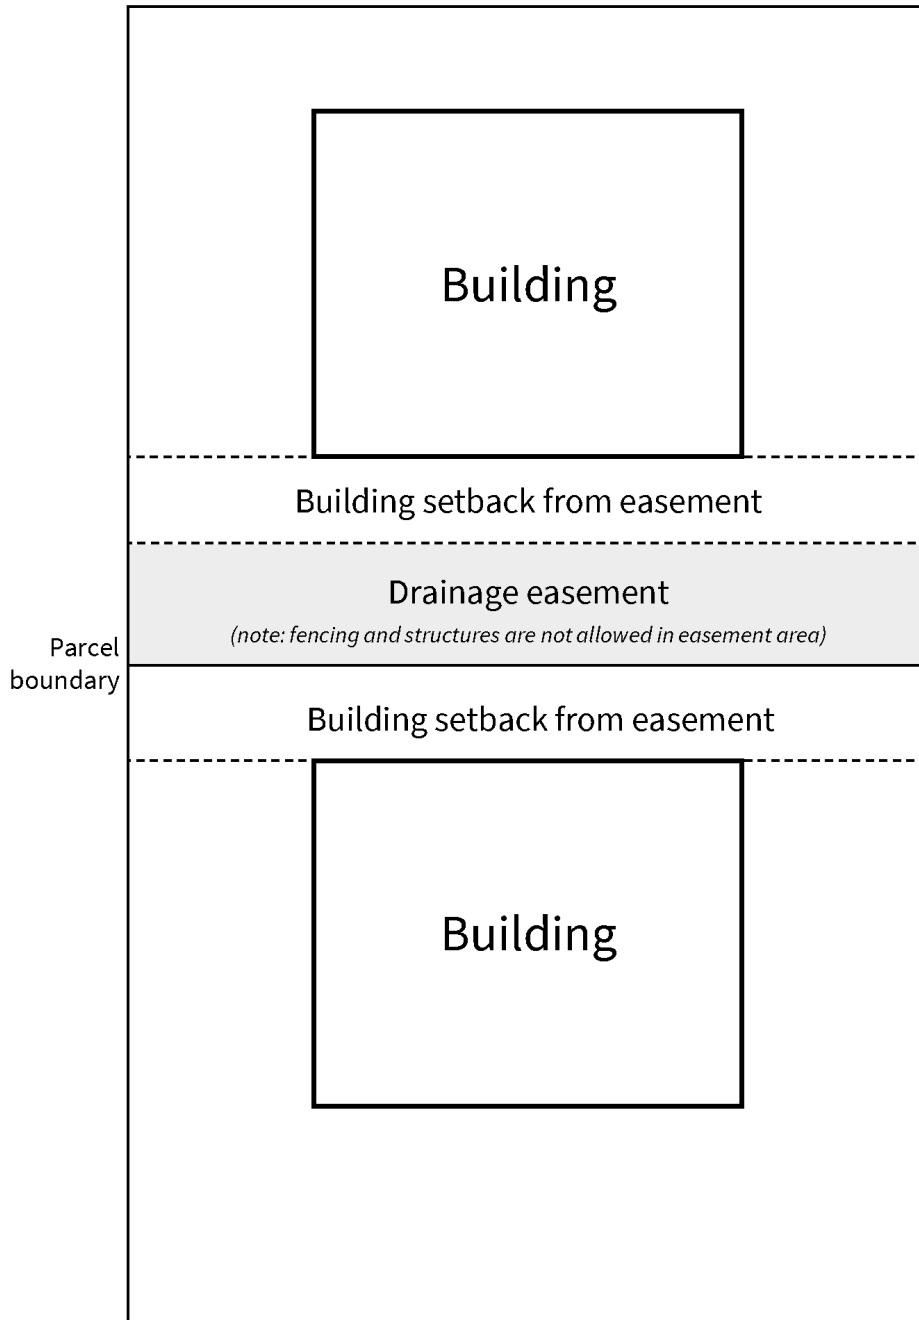 Building
Building setback from easement
Drainage easement
(note: fencing and structures are not allowed in easement area)
Parcel
boundary
Building setback from easement
Building